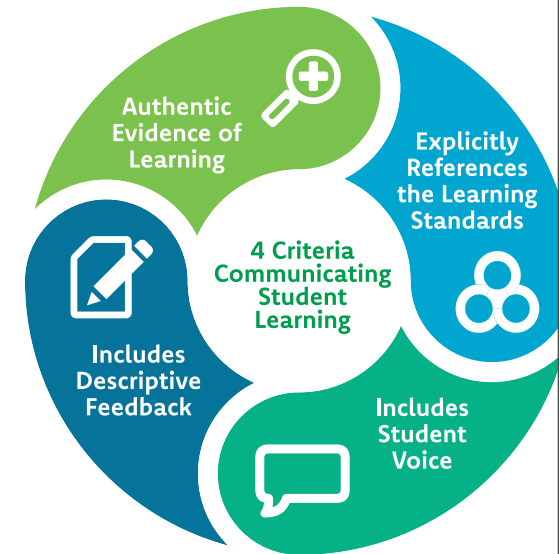 Authentic
Evidence of
Learning
Explicitly
References
the Learning
Standards
4 Criteria
Communicating
Student
Learning
Includes
Descriptive
Feedback
Includes
Student
Voice